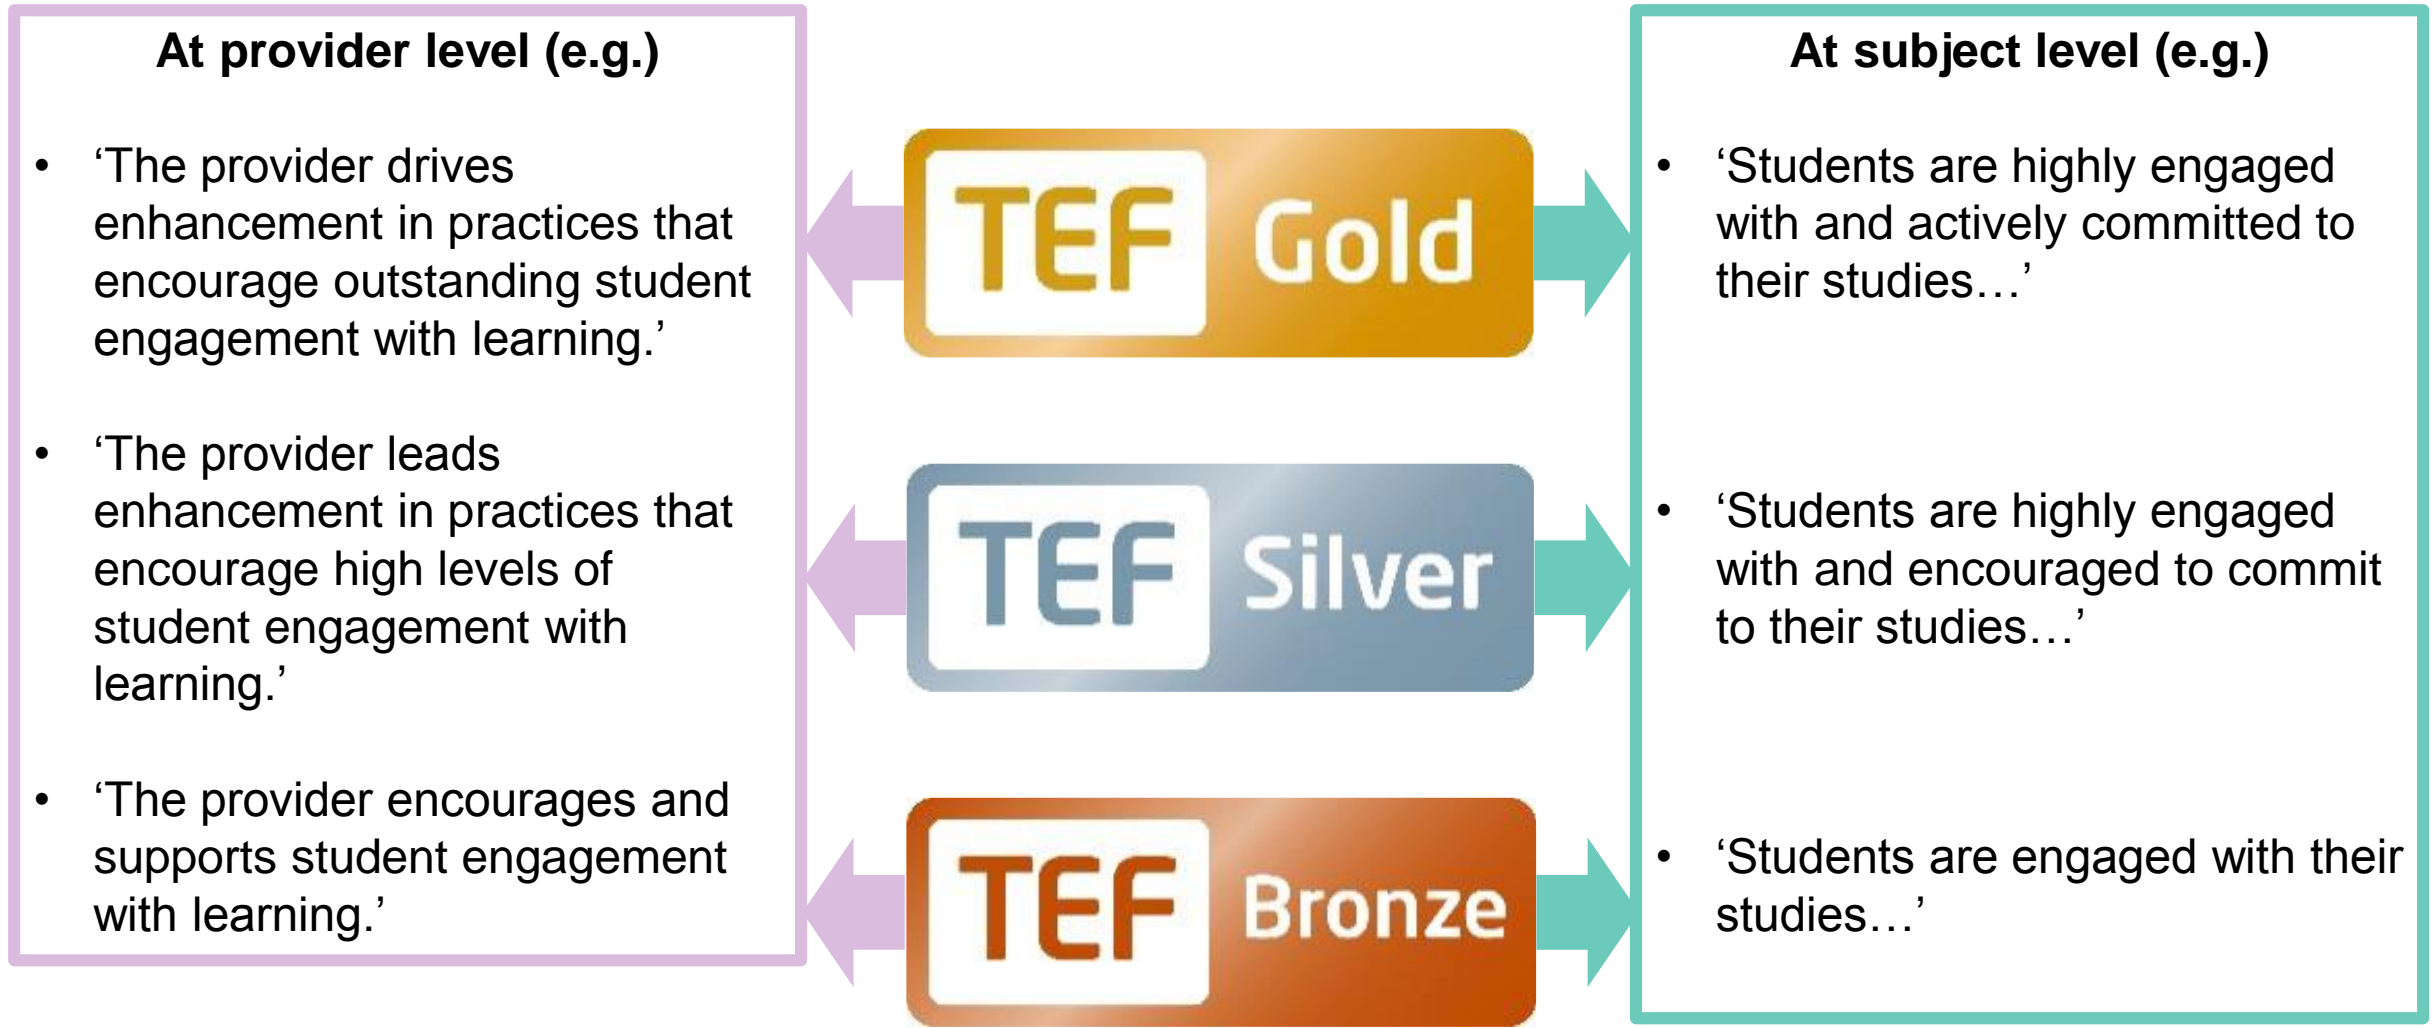 At provider level (e.g.)
• ‘The provider drives
enhancement in practices that
encourage outstanding student
engagement with learning.’
• ‘The provider leads
enhancement in practices that
encourage high levels of
student engagement with
learning.’
• ‘The provider encourages and
supports student engagement
with learning.’
TEF Gold
TEF Silver
TEF Bronze
At subject level (e.g.)
• ‘Students are highly engaged
with and actively committed to
their studies…’
• ‘Students are highly engaged
with and encouraged to commit
to their studies…’
• ‘Students are engaged with their
studies…’